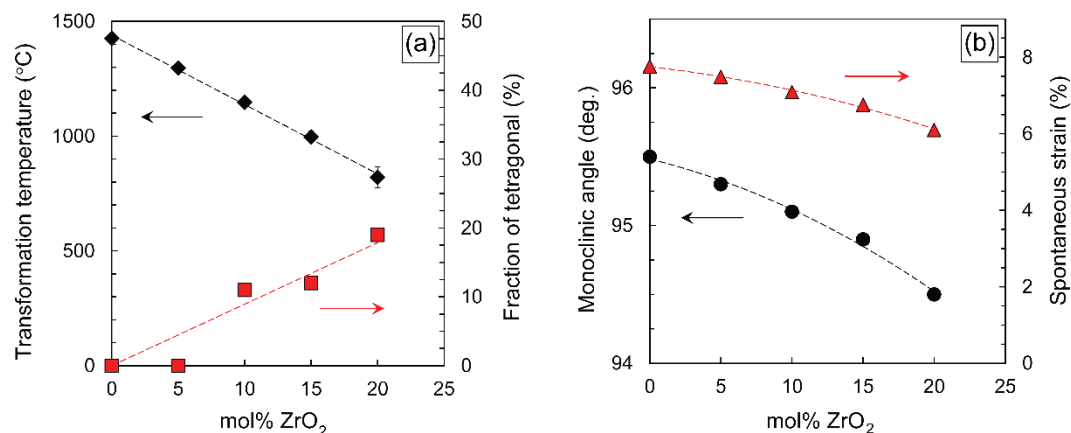 (a)
Transformation temperature (°C)
1500
1000
500
0
Fraction of tetragonal (%)
50
40
30
20
10
0
0 5 10 15 20 25
mol% ZrO₂
(b)
Monoclinic angle (deg.)
96
95
94
Spontaneous strain (%)
8
6
4
2
0
0 5 10 15 20 25
mol% ZrO₂